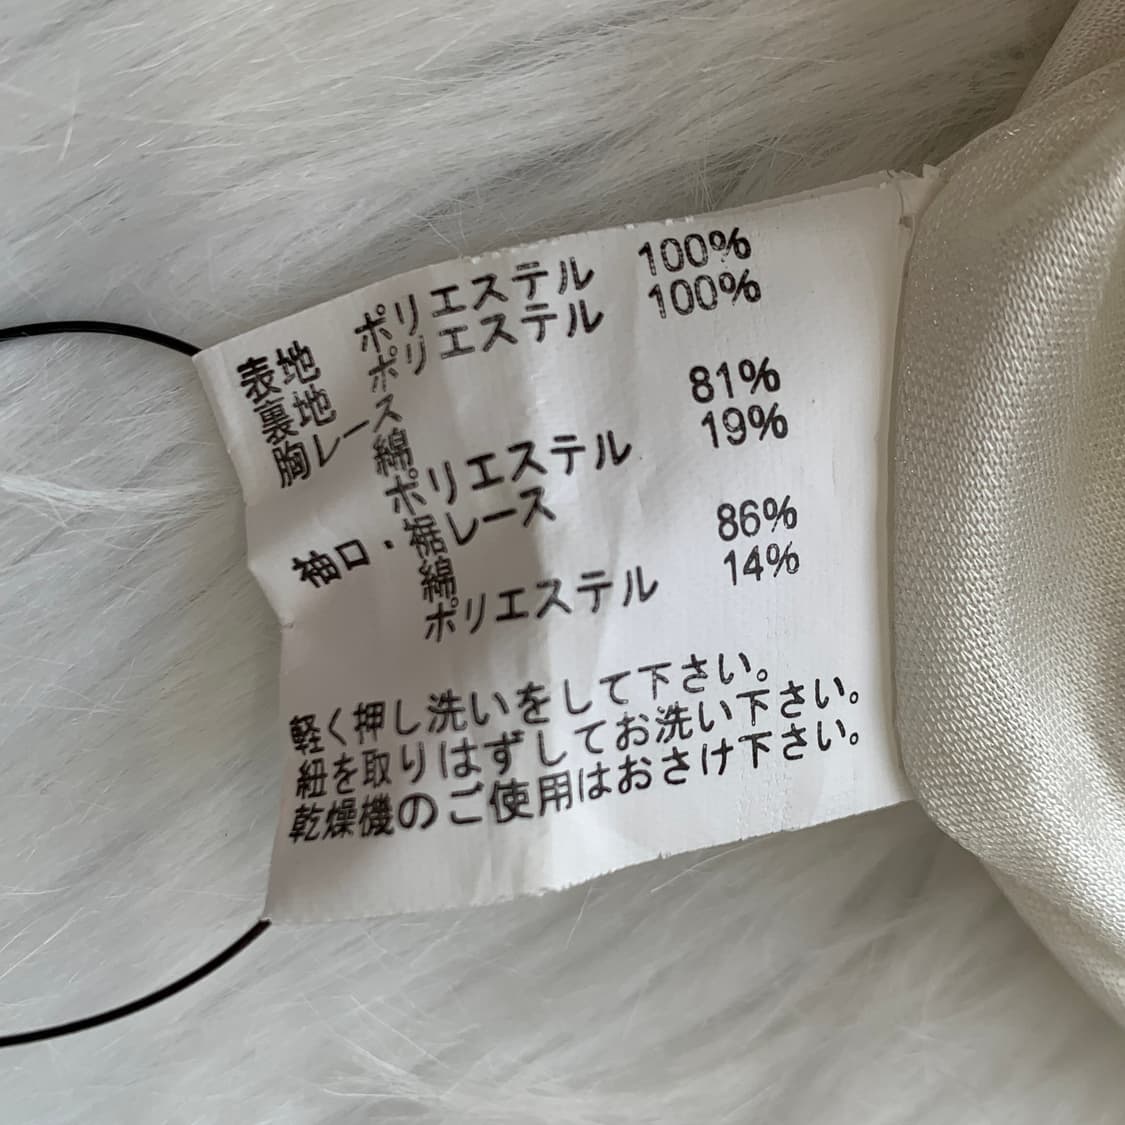 表地 ポリエステル 100%
裏地 ポリエステル 100%
胸レース
綿 81%
ポリエステル 19%
袖口・裾レース
綿 86%
ポリエステル 14%
軽く押し洗いをして下さい。
紐を取りはずしてお洗い下さい。
乾燥機のご使用はおさけ下さい。